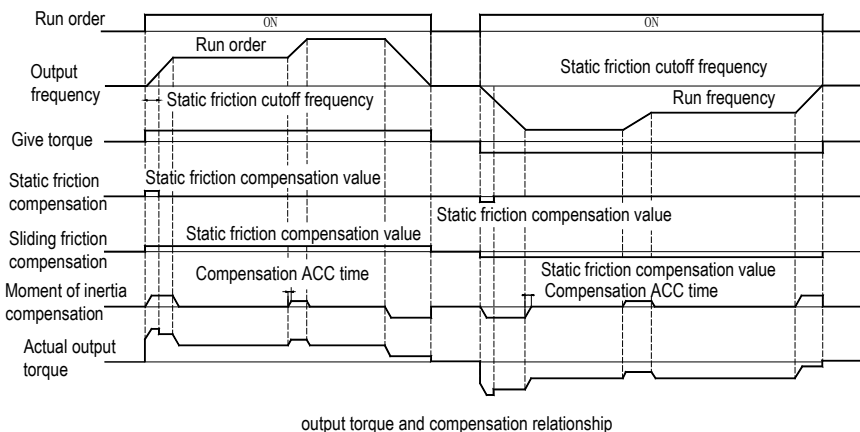 Run order
ON
ON
Run order
Output
frequency
Static friction cutoff frequency
Static friction cutoff frequency
Run frequency
Give torque
Static friction
compensation
Static friction compensation value
Static friction compensation value
Sliding friction
compensation
Static friction compensation value
Static friction compensation value
Moment of inertia
compensation
Compensation ACC time
Compensation ACC time
Actual output
torque
output torque and compensation relationship